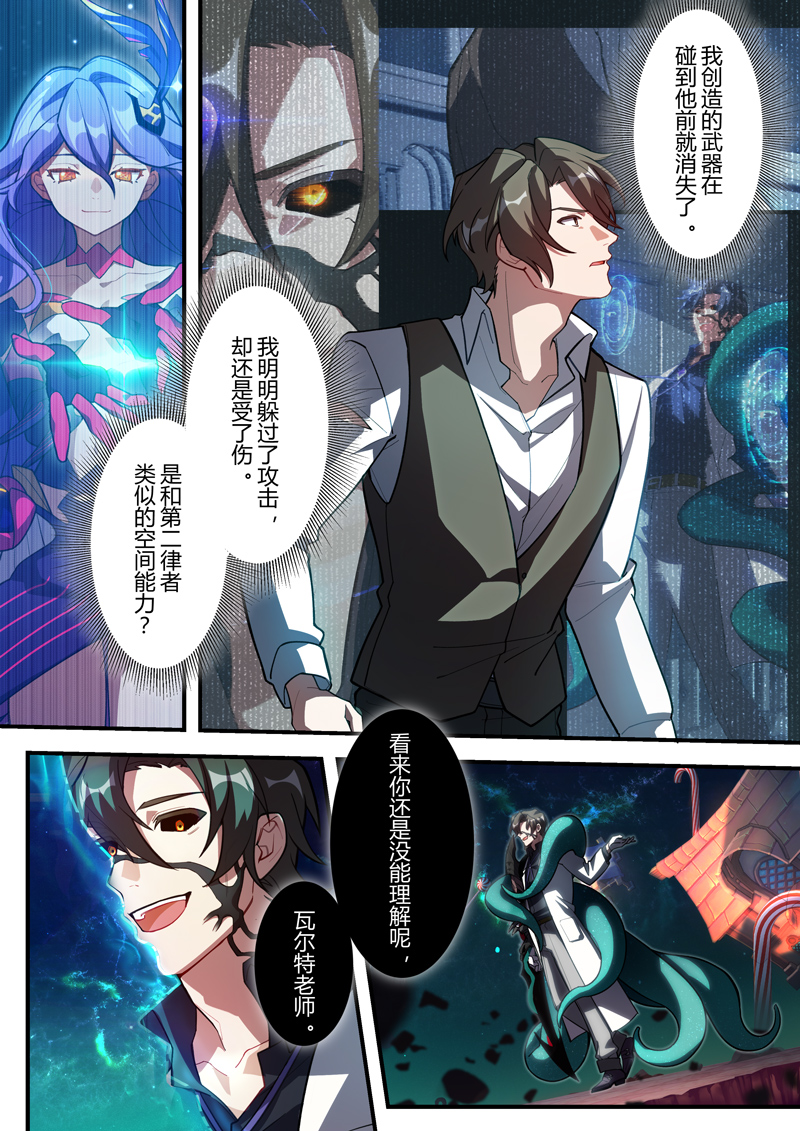 我创造的武器在
碰到他前就消失了。
我明明躲过了攻击，
却还是受了伤。
是和第二律者
类似的空间能力？
看来你还是没能理解呢，
瓦尔特老师。